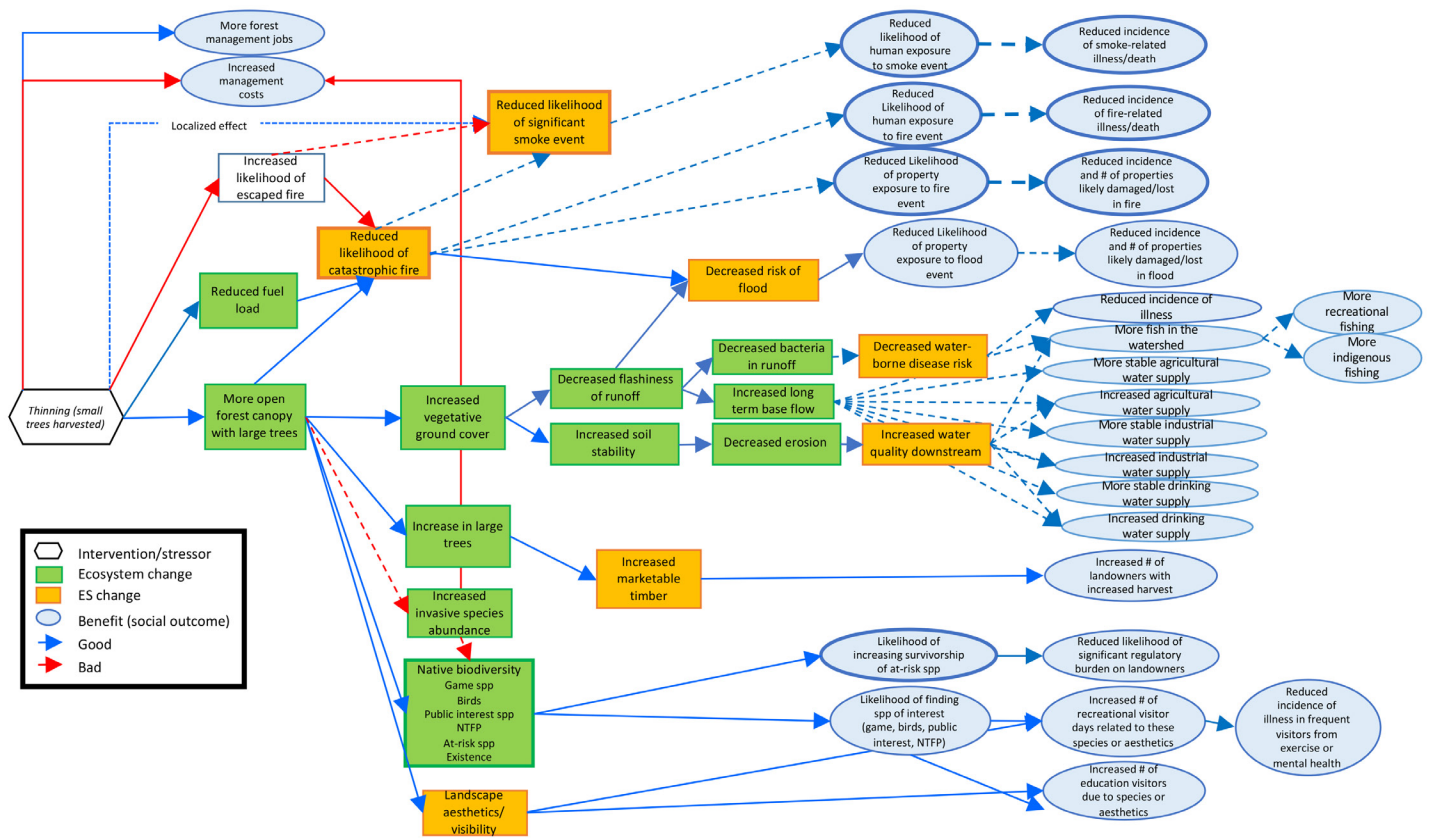 More forest
management jobs
Increased
management
costs
Localized effect
Increased
likelihood of
escaped fire
Reduced likelihood
of significant
smoke event
Reduced
likelihood of
catastrophic fire
Reduced fuel
load
Thinning (small
trees harvested)
More open
forest canopy
with large trees
Increased
vegetative
ground cover
Increase in large
trees
Increased
invasive species
abundance
Native biodiversity
Game spp
Birds
Public interest spp
NTFP
At-risk spp
Existence
Landscape
aesthetics/
visibility
Decreased flashiness
of runoff
Increased soil
stability
Decreased risk of
flood
Decreased bacteria
in runoff
Increased long
term base flow
Decreased erosion
Decreased water-
borne disease risk
Increased water
quality downstream
Increased
marketable
timber
Reduced
likelihood of
human exposure
to smoke event
Reduced
Likelihood of
human exposure
to fire event
Reduced Likelihood
of property
exposure to fire
event
Reduced Likelihood
of property
exposure to flood
event
Reduced incidence
of smoke-related
illness/death
Reduced incidence
of fire-related
illness/death
Reduced incidence
and # of properties
likely damaged/lost
in fire
Reduced incidence
and # of properties
likely damaged/lost
in flood
Reduced incidence of
illness
More fish in the
watershed
More stable agricultural
water supply
Increased agricultural
water supply
More stable industrial
water supply
Increased industrial
water supply
More stable drinking
water supply
Increased drinking
water supply
More
recreational
fishing
More
indigenous
fishing
Increased # of
landowners with
increased harvest
Likelihood of
increasing survivorship
of at-risk spp
Reduced likelihood of
significant regulatory
burden on landowners
Likelihood of finding
spp of interest
(game, birds, public
interest, NTFP)
Increased # of
recreational visitor
days related to these
species or aesthetics
Reduced
incidence of
illness in frequent
visitors from
exercise or
mental health
Increased # of
education visitors
due to species or
aesthetics
Intervention/stressor
Ecosystem change
ES change
Benefit (social outcome)
Good
Bad